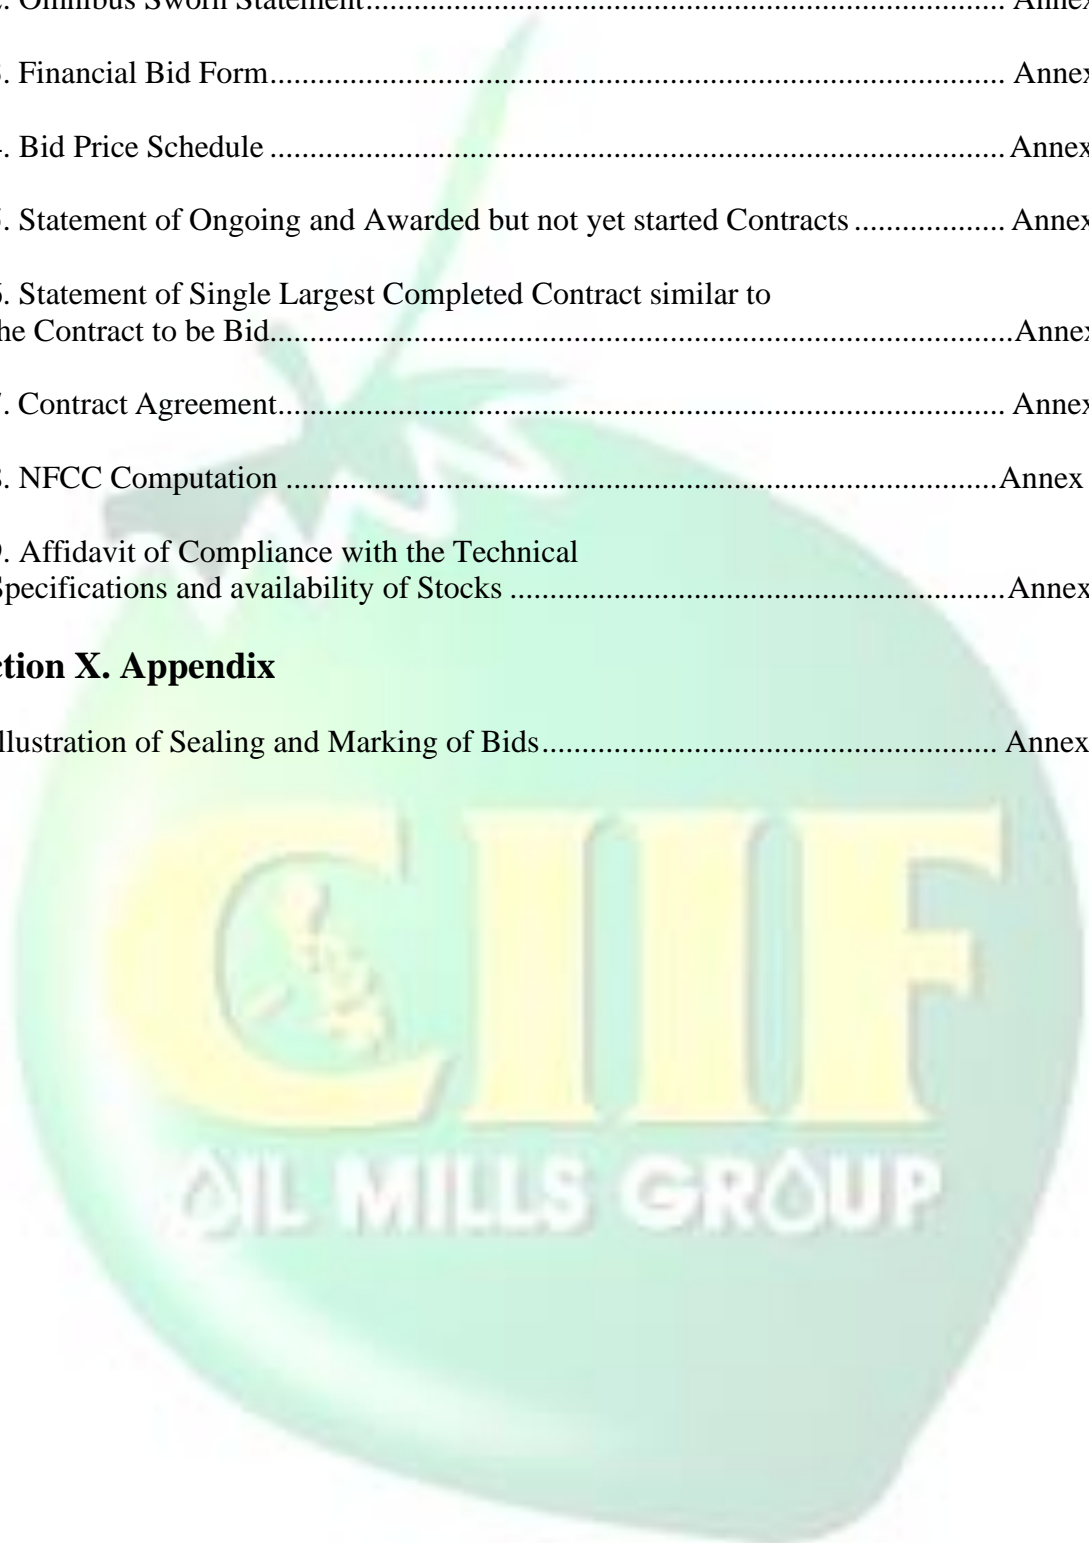 . Omnibus Sworn Statement................................................................................ Annex
. Financial Bid Form............................................................................................ Annex
. Bid Price Schedule ............................................................................................ Annex
. Statement of Ongoing and Awarded but not yet started Contracts ................... Annex
. Statement of Single Largest Completed Contract similar to
he Contract to be Bid.............................................................................................Annex
. Contract Agreement........................................................................................... Annex
. NFCC Computation .........................................................................................Annex
. Affidavit of Compliance with the Technical
Specifications and availability of Stocks ..............................................................Annex
ction X. Appendix
llustration of Sealing and Marking of Bids......................................................... Annex
CIIF
OIL MILLS GROUP